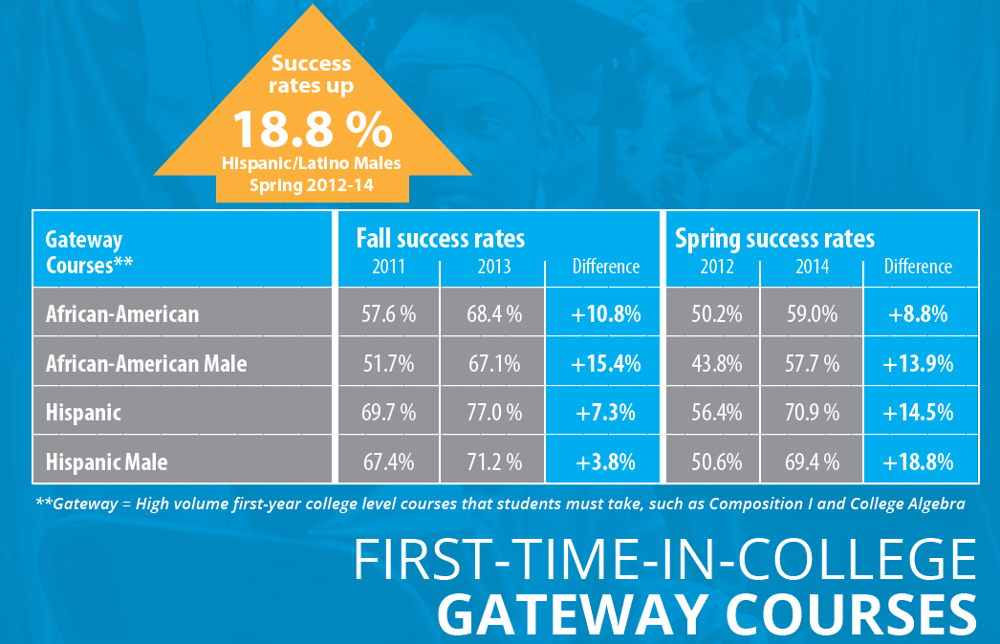 Success
rates up
18.8 %
Hispanic/Latino Males
Spring 2012-14
Gateway
Courses**
Fall success rates
2011 2013 Difference
Spring success rates
2012 2014 Difference
African-American 57.6 % 68.4 % +10.8% 50.2% 59.0% +8.8%
African-American Male 51.7% 67.1% +15.4% 43.8% 57.7 % +13.9%
Hispanic 69.7 % 77.0 % +7.3% 56.4% 70.9 % +14.5%
Hispanic Male 67.4% 71.2 % +3.8% 50.6% 69.4 % +18.8%
**Gateway = High volume first-year college level courses that students must take, such as Composition I and College Algebra
FIRST-TIME-IN-COLLEGE
GATEWAY COURSES